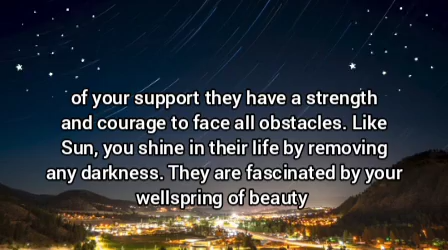 of your support they have a strength
and courage to face all obstacles. Like
Sun, you shine in their life by removing
any darkness. They are fascinated by your
wellspring of beauty